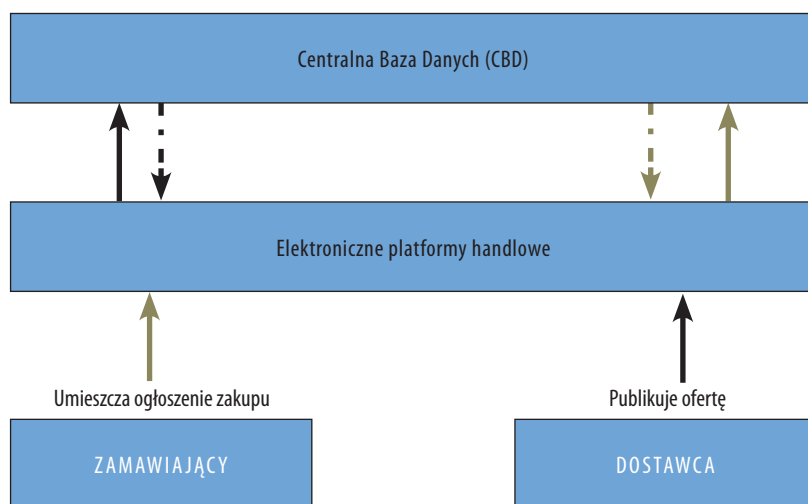 Centralna Baza Danych (CBD)
Elektroniczne platformy handlowe
Umieszcza ogłoszenie zakupu
Publikuje ofertę
ZAMAWIAJĄCY
DOSTAWCA